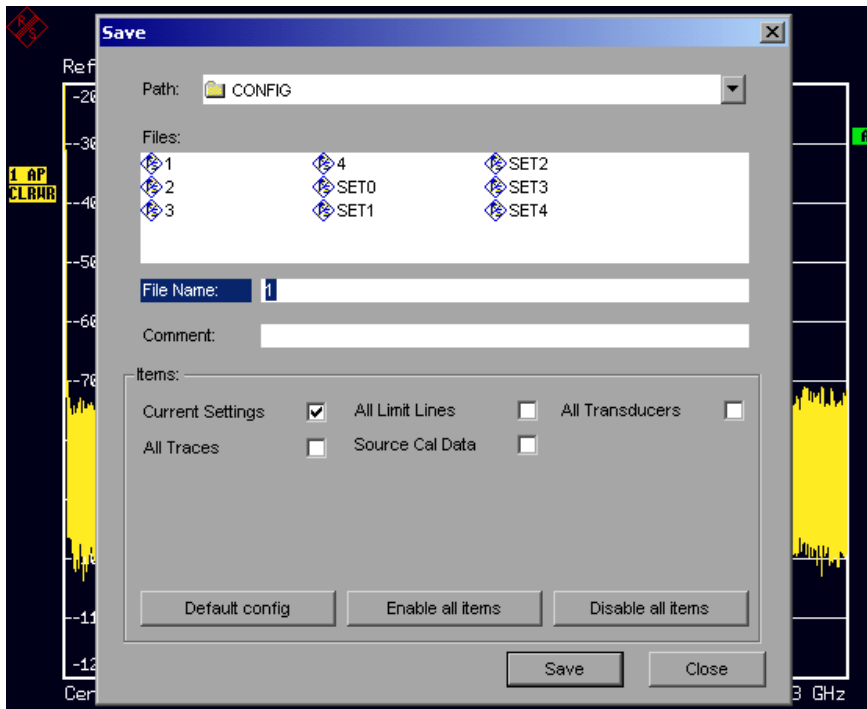 R S
Save
Ref
Path: CONFIG
-20
Files:
-30
1 4 SET2
1 AP
CLRWR
2 SET0 SET3
-40
3 SET1 SET4
-50
File Name: 1
-60
Comment:
Items:
-70
Current Settings All Limit Lines All Transducers
All Traces Source Cal Data
Default config Enable all items Disable all items
-11
-12
Save Close
Cen
3 GHz